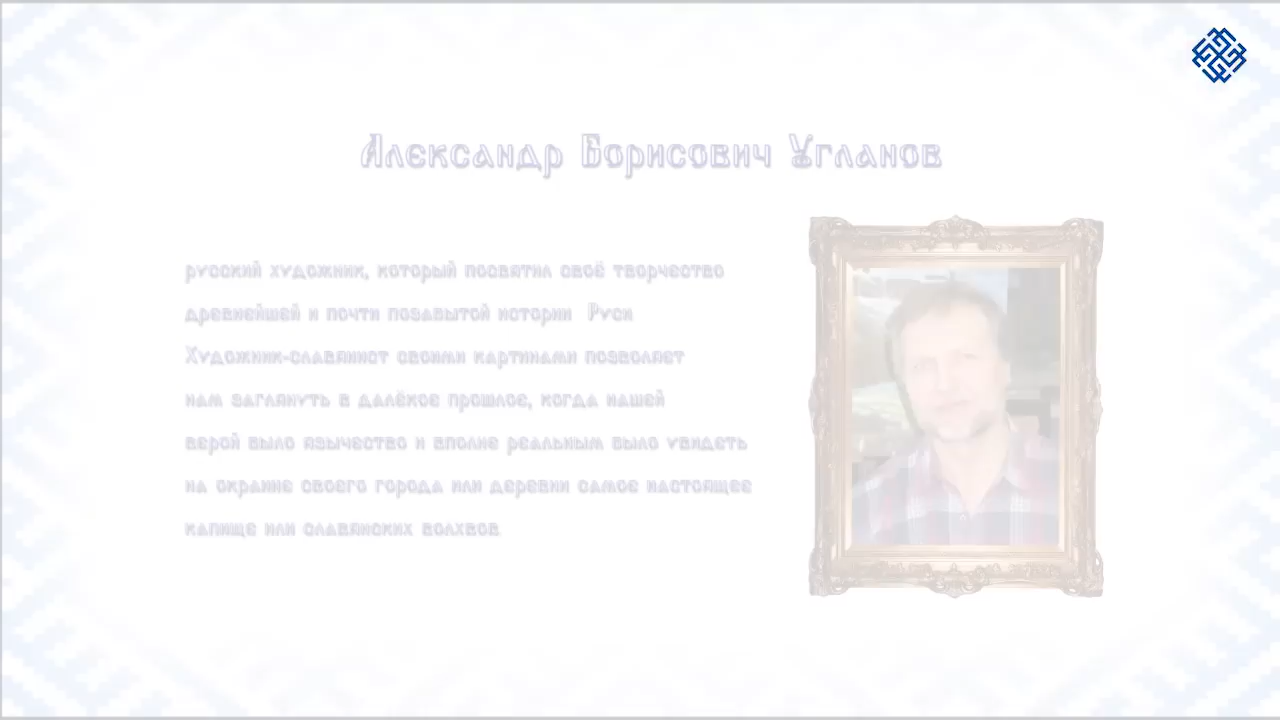 Александр Борисович Угланов
русский художник, который посвятил своё творчество
древнейшей и почти позабытой истории Руси
Художник-славянист своими картинами позволяет
нам заглянуть в далёкое прошлое, когда нашей
верой было язычество и вполне реальным было увидеть
на окраине своего города или деревни самое настоящее
капище или славянских волхвов